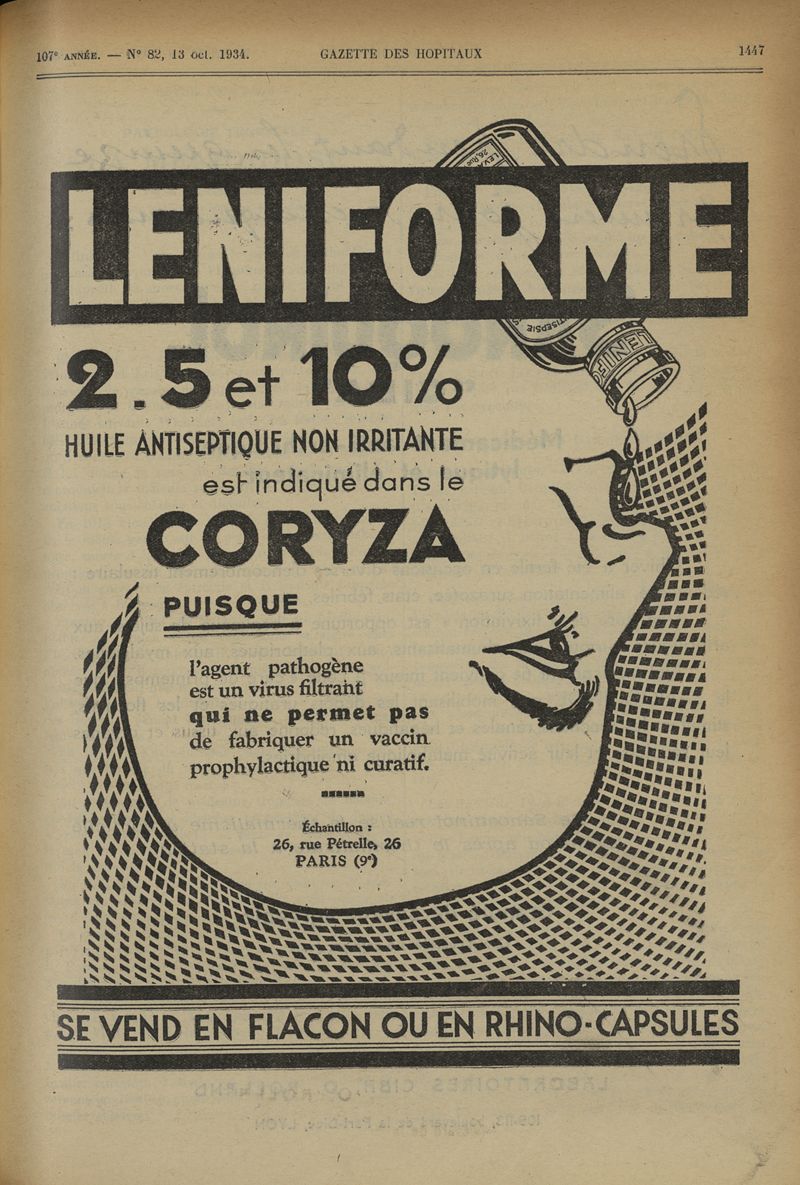 107e ANNÉE. — N° 82, 13 oct. 1934.
GAZETTE DES HOPITAUX
1447
LENIFORME
2.5 et 10%
HUILE ANTISEPTIQUE NON IRRITANTE
est indiqué dans le
CORYZA
PUISQUE
l'agent pathogène
est un virus filtrant
qui ne permet pas
de fabriquer un vaccin
prophylactique ni curatif.
Échantillon :
26, rue Pétrelle, 26
PARIS (9e)
SE VEND EN FLACON OU EN RHINO-CAPSULES